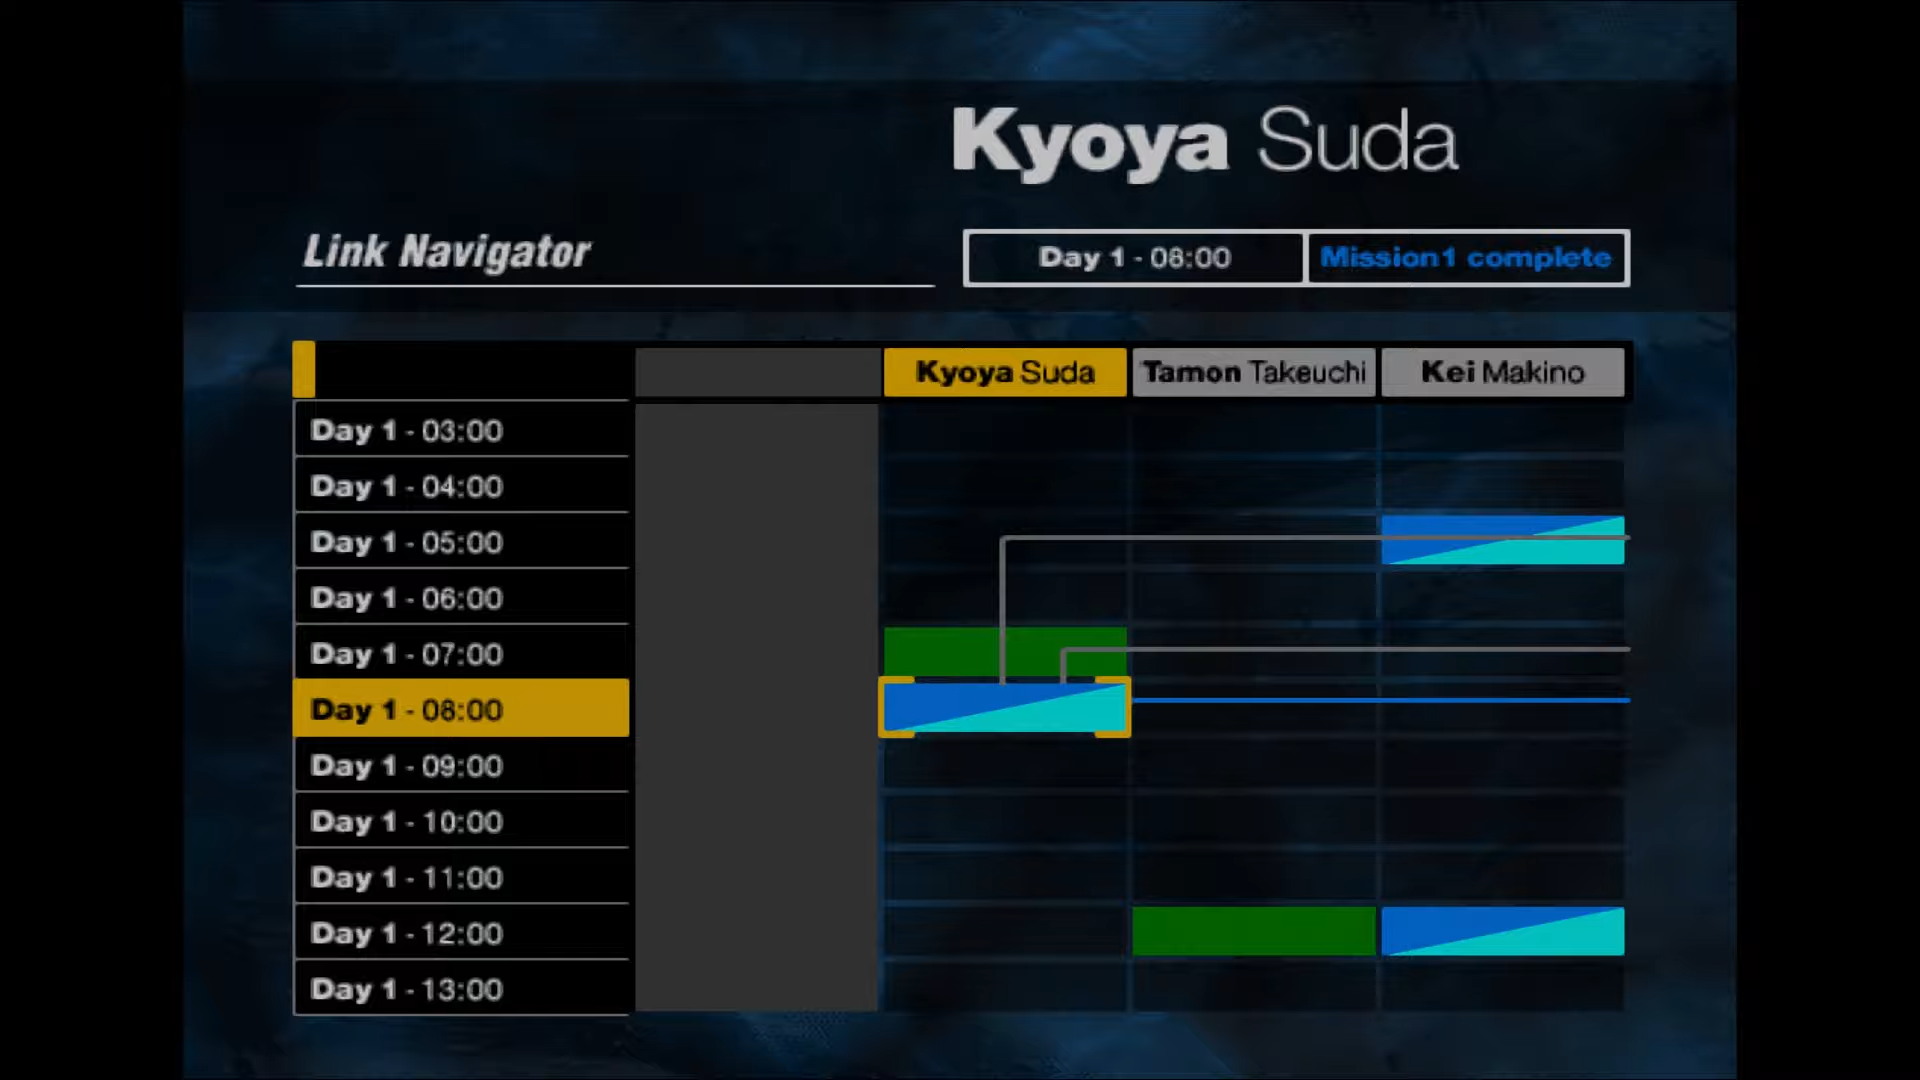 Kyoya Suda
Link Navigator
Day 1 - 08:00 Mission1 complete
Kyoya Suda Tamon Takeuchi Kei Makino
Day 1 - 03:00
Day 1 - 04:00
Day 1 - 05:00
Day 1 - 06:00
Day 1 - 07:00
Day 1 - 08:00
Day 1 - 09:00
Day 1 - 10:00
Day 1 - 11:00
Day 1 - 12:00
Day 1 - 13:00